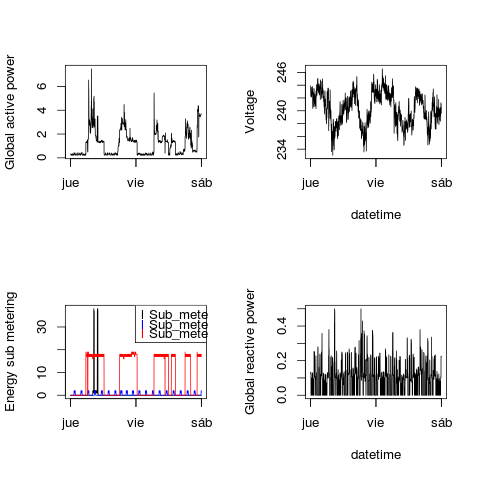 Global active power
0 2 4 6
jue vie sáb
Voltage
234 240 246
jue vie sáb
datetime
Energy sub metering
0 10 30
Sub_mete
Sub_mete
Sub_mete
jue vie sáb
Global reactive power
0.0 0.2 0.4
jue vie sáb
datetime